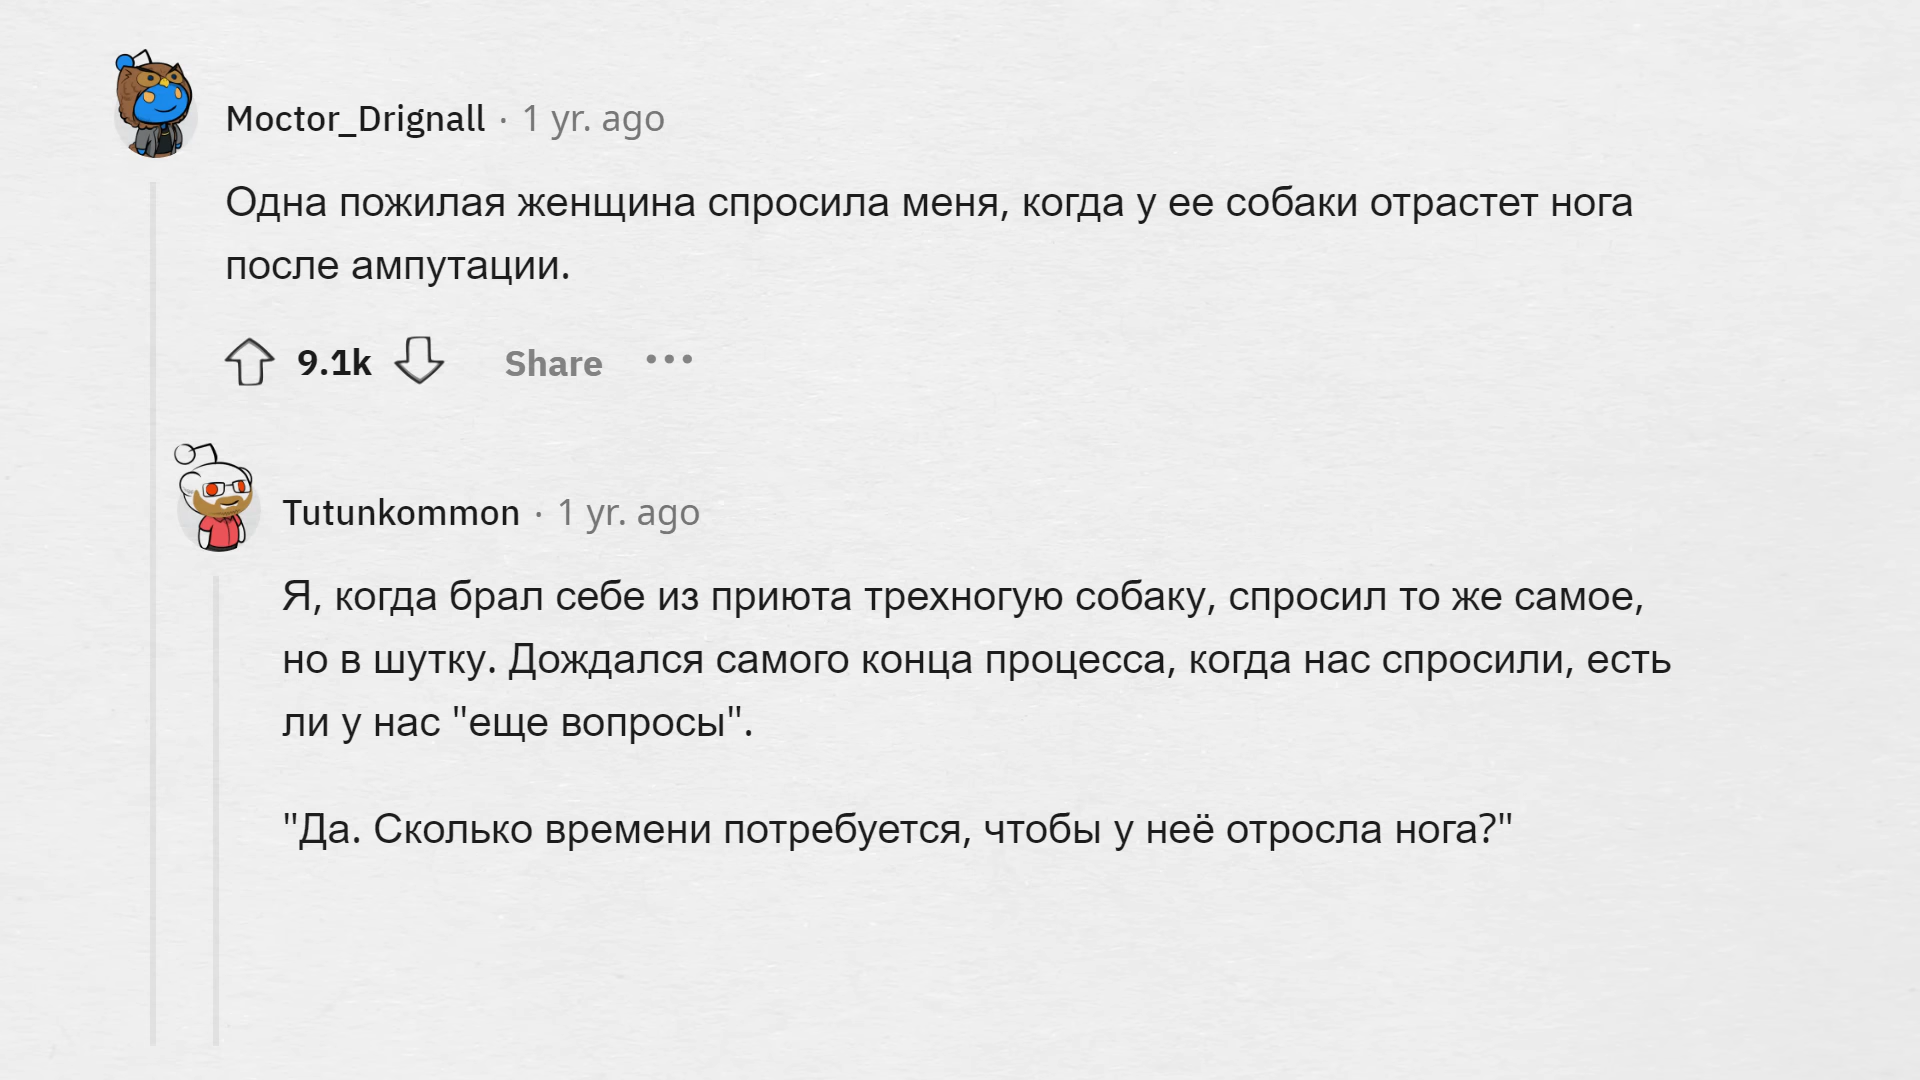 Moctor_Drignall · 1 yr. ago
Одна пожилая женщина спросила меня, когда у ее собаки отрастет нога
после ампутации.
9.1k Share •••
Tutunkommon · 1 yr. ago
Я, когда брал себе из приюта трехногую собаку, спросил то же самое,
но в шутку. Дождался самого конца процесса, когда нас спросили, есть
ли у нас "еще вопросы".
"Да. Сколько времени потребуется, чтобы у неё отросла нога?"